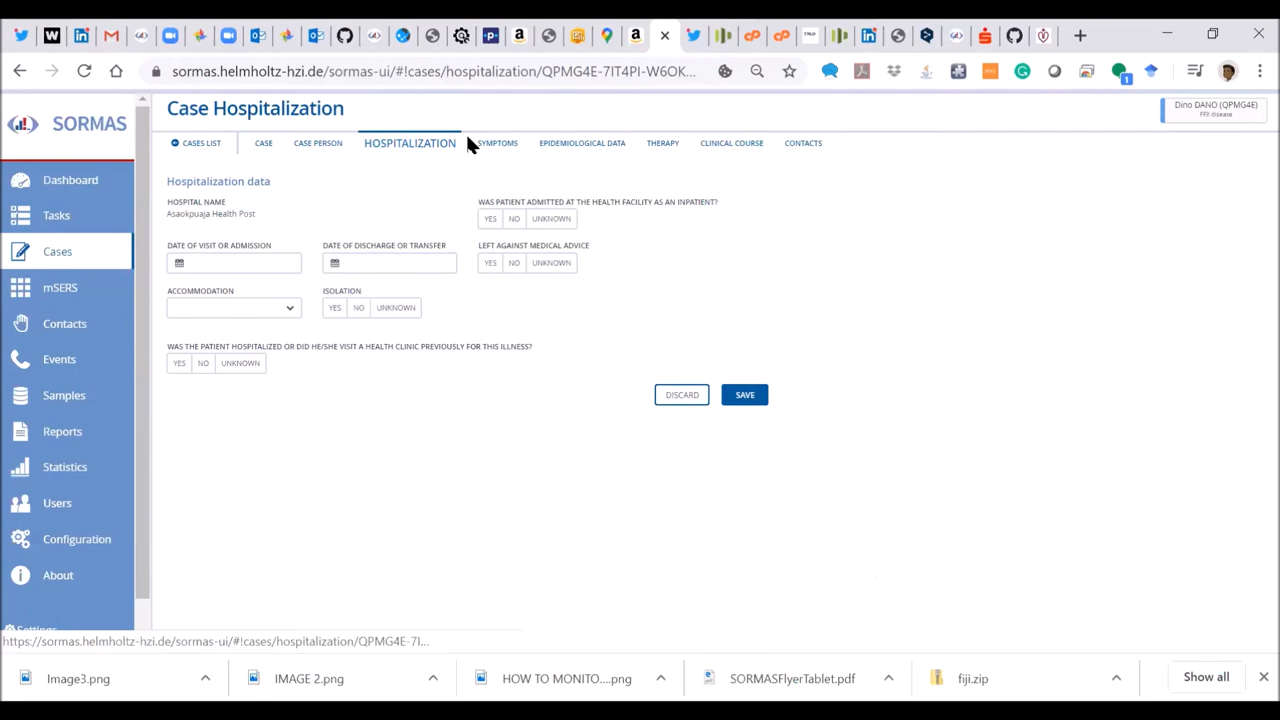 sormas.helmholtz-hzi.de/sormas-ui/#!cases/hospitalization/QPMG4E-7IT4PI-W6OK...
1
SORMAS
Dashboard
Tasks
Cases
mSERS
Contacts
Events
Samples
Reports
Statistics
Users
Configuration
About
Case Hospitalization
Dino DANO (QPMG4E)
FFX disease
CASES LIST
CASE
CASE PERSON
HOSPITALIZATION
SYMPTOMS
EPIDEMIOLOGICAL DATA
THERAPY
CLINICAL COURSE
CONTACTS
Hospitalization data
HOSPITAL NAME
Asaokpuaja Health Post
WAS PATIENT ADMITTED AT THE HEALTH FACILITY AS AN INPATIENT?
YES NO UNKNOWN
DATE OF VISIT OR ADMISSION
DATE OF DISCHARGE OR TRANSFER
LEFT AGAINST MEDICAL ADVICE
YES NO UNKNOWN
ACCOMMODATION
ISOLATION
YES NO UNKNOWN
WAS THE PATIENT HOSPITALIZED OR DID HE/SHE VISIT A HEALTH CLINIC PREVIOUSLY FOR THIS ILLNESS?
YES NO UNKNOWN
DISCARD
SAVE
https://sormas.helmholtz-hzi.de/sormas-ui/#!cases/hospitalization/QPMG4E-7I...
Image3.png
IMAGE 2.png
HOW TO MONITO....png
SORMASFlyerTablet.pdf
fiji.zip
Show all